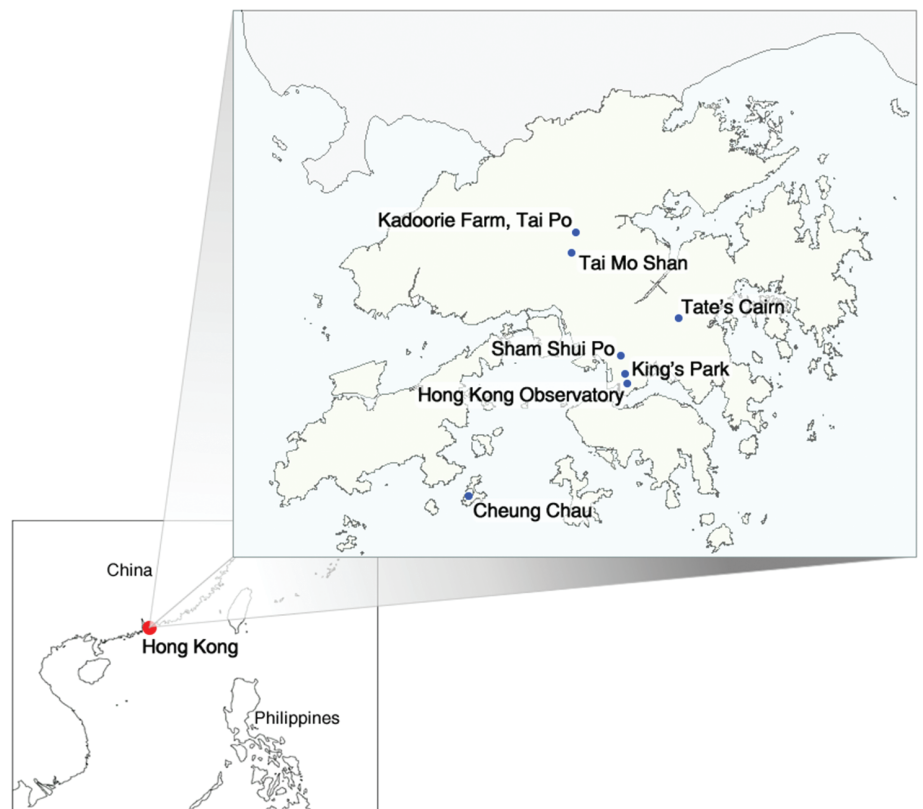 Kadoorie Farm, Tai Po
Tai Mo Shan
Tate's Cairn
Sham Shui Po
King's Park
Hong Kong Observatory
Cheung Chau
China
Hong Kong
Philippines